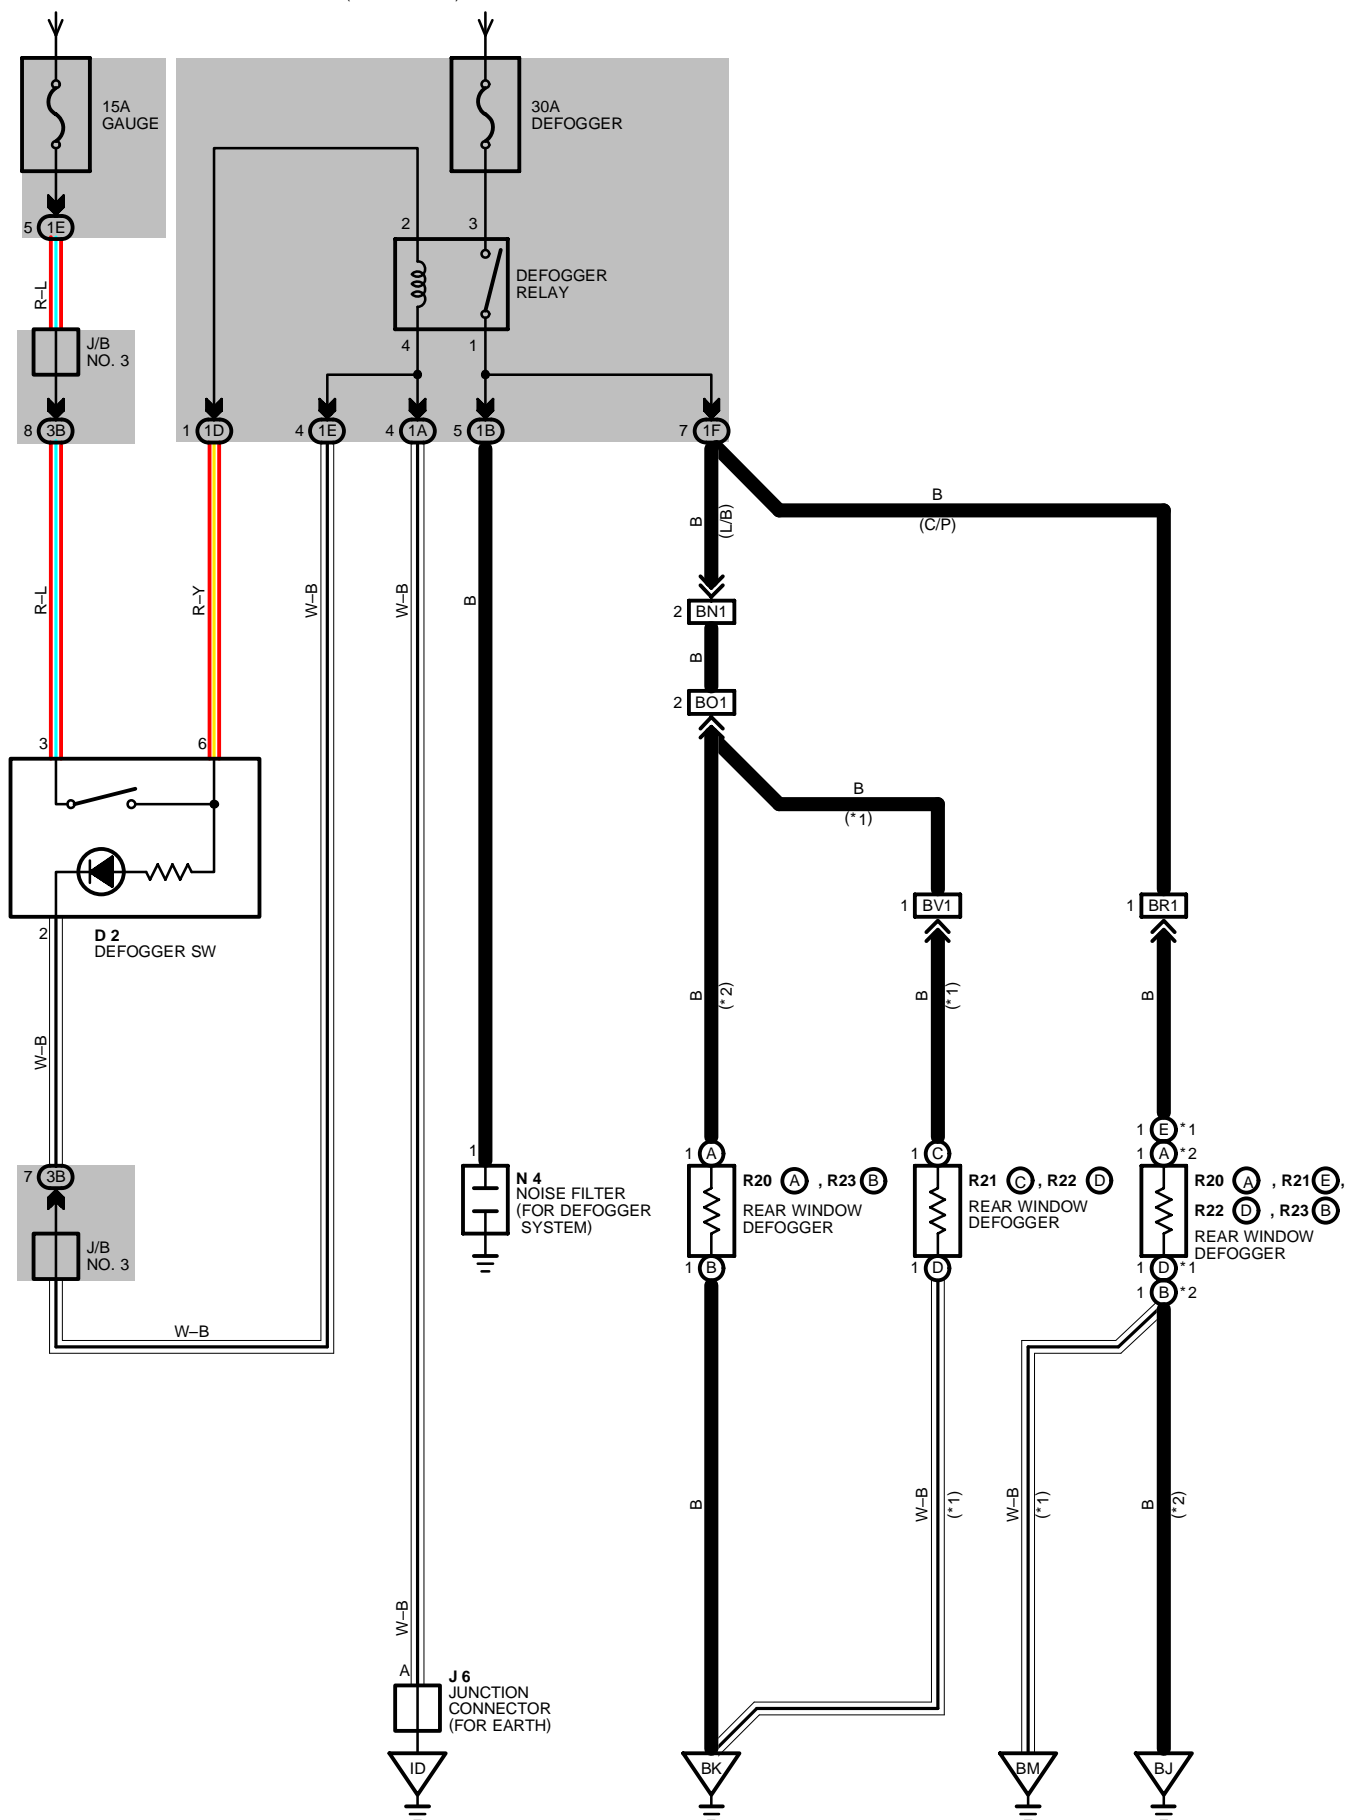 15A
GAUGE
30A
DEFOGGER
5 1E
2 3
DEFOGGER
RELAY
R–L
J/B
NO. 3
4 1
8 3B
1 1D
4 1E
4 1A
5 1B
7 1F
B
(C/P)
B
(L/B)
R–L
R–Y
W–B
W–B
B
2 BN1
B
2 BO1
3 6
B
(*1)
1 BV1
1 BR1
2
D 2
DEFOGGER SW
B
(*2)
B
(*1)
B
W–B
1 E *1
1 A
1 C
1 A *2
7 3B
1
N 4
NOISE FILTER
(FOR DEFOGGER
SYSTEM)
R20 A , R23 B
REAR WINDOW
DEFOGGER
R21 C , R22 D
REAR WINDOW
DEFOGGER
R20 A , R21 E ,
R22 D , R23 B
REAR WINDOW
DEFOGGER
J/B
NO. 3
1 B
1 D
1 D *1
1 B *2
W–B
B
W–B
(*1)
W–B
(*1)
B
(*2)
W–B
A
J 6
JUNCTION
CONNECTOR
(FOR EARTH)
ID
BK
BM
BJ